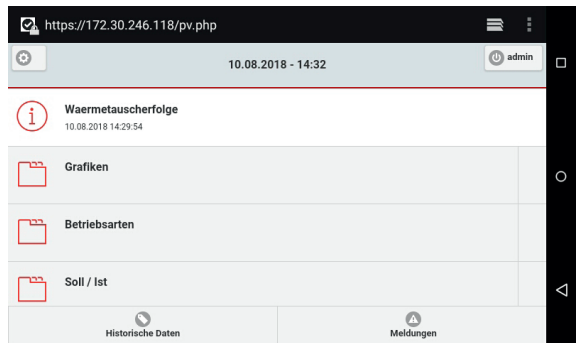 https://172.30.246.118/pv.php
10.08.2018 - 14:32
admin
Waermetauscherfolge
10.08.2018 14:29:54
Grafiken
Betriebsarten
Soll / Ist
Historische Daten
Meldungen